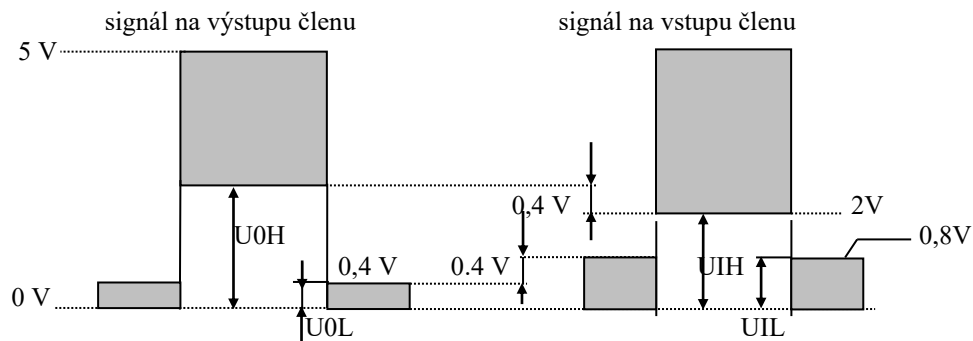 signál na výstupu členu
signál na vstupu členu
5 V
0,4 V
2V
U0H
0,4 V
0.4 V
UIH
0,8V
0 V
U0L
UIL